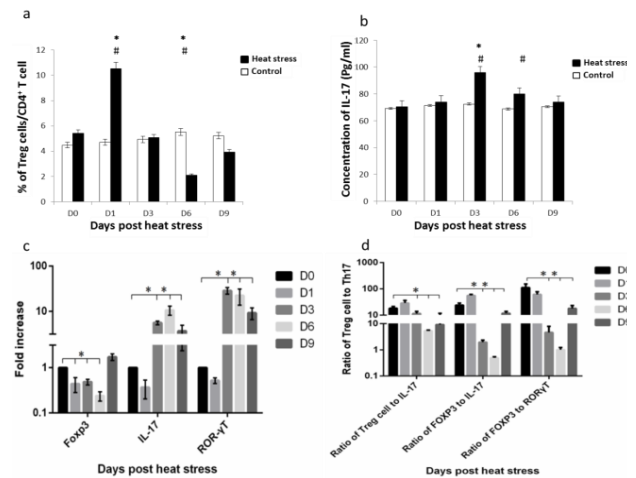 a
*
#
*
#
Heat stress
Control
% of Treg cells/CD4⁺ T cell
12
10
8
6
4
2
0
D0 D1 D3 D6 D9
Days post heat stress
b
*
#
#
Heat stress
Control
Concentration of IL-17 (Pg/ml)
120
100
80
60
40
20
0
D0 D1 D3 D6 D9
Days post heat stress
c
Fold increase
100
10
1
0.1
*
* *
* *
D0
D1
D3
D6
D9
Foxp3 IL-17 ROR-γT
Days post heat stress
d
Ratio of Treg cell to Th17
1000
100
10
10
1
0.1
*
* *
* *
Ratio of Treg cell to IL-17
Ratio of FOXP3 to IL-17
Ratio of FOXP3 to RORγT
Days post heat stress